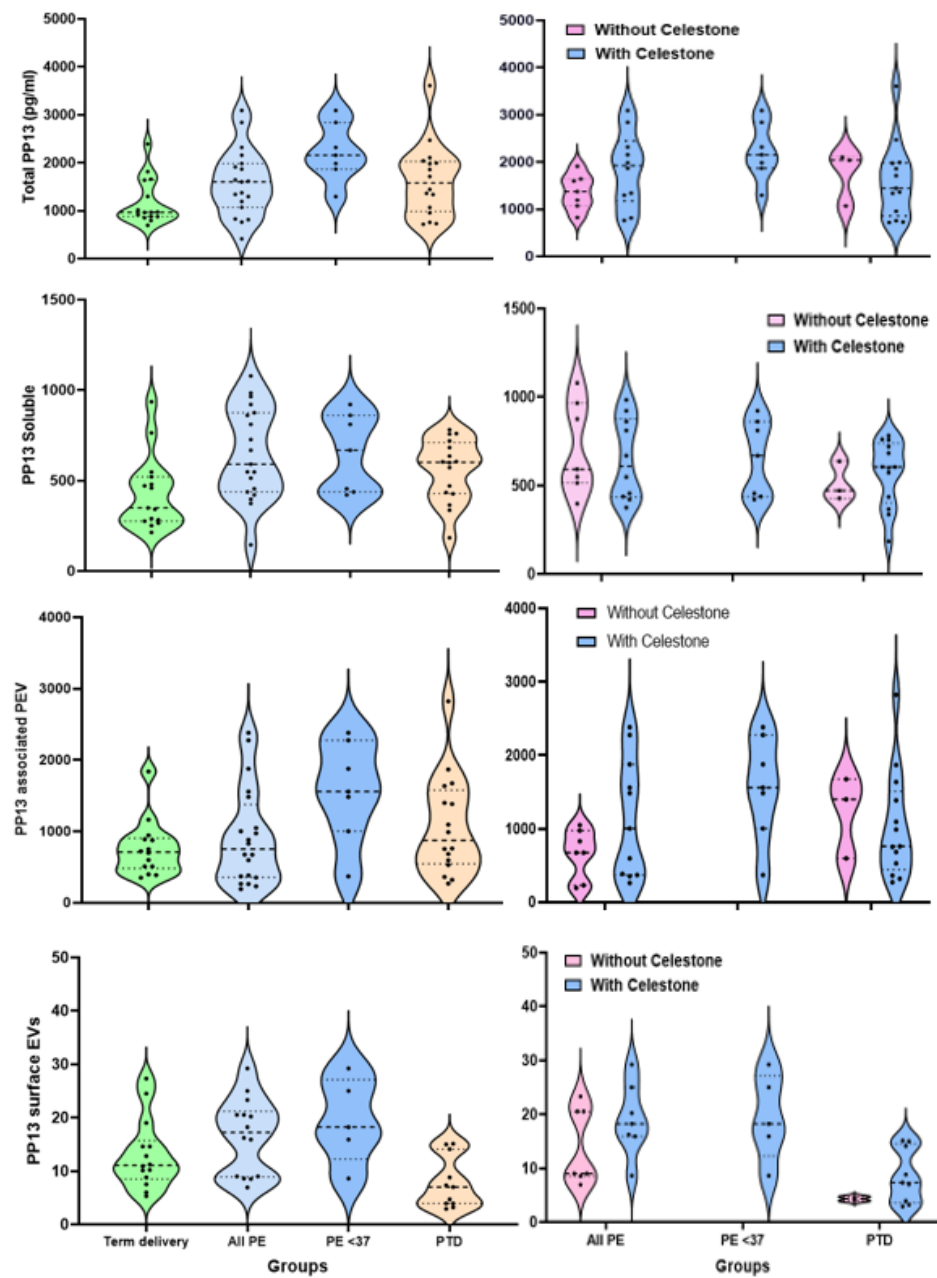 5000
4000
3000
2000
1000
0
Total PP13 (pg/ml)
5000
4000
3000
2000
1000
0
Without Celestone
With Celestone
1500
1000
500
0
PP13 Soluble
1500
1000
500
0
Without Celestone
With Celestone
4000
3000
2000
1000
0
PP13 associated PEV
4000
3000
2000
1000
0
Without Celestone
With Celestone
50
40
30
20
10
0
PP13 surface EVs
Term delivery All PE PE <37 PTD
Groups
50
40
30
20
10
0
Without Celestone
With Celestone
All PE PE <37 PTD
Groups